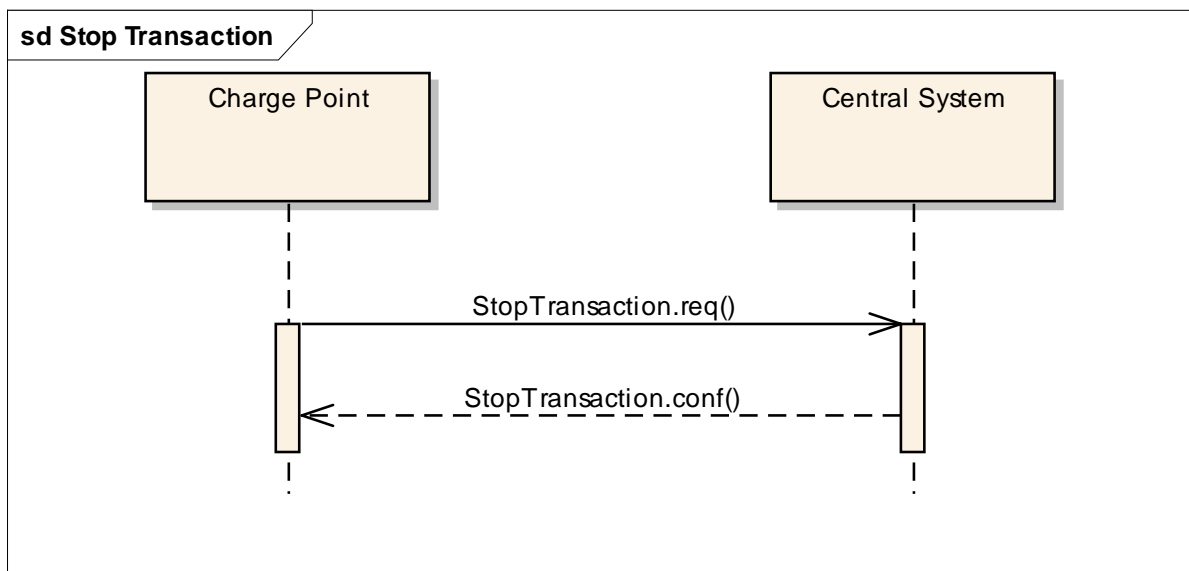 sd Stop Transaction
Charge Point
Central System
StopTransaction.req()
StopTransaction.conf()